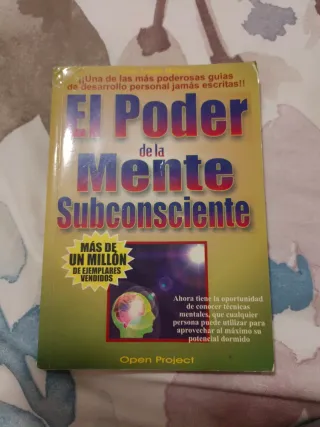 ¡¡Una de las más poderosas guias
de desarrollo personal jamás escritas!!
El Poder
de la
Mente
Subconsciente
MÁS DE
UN MILLÓN
DE EJEMPLARES
VENDIDOS
Ahora tiene la oportunidad
de conocer técnicas
mentales, que cualquier
persona puede utilizar para
aprovechar al máximo su
potencial dormido
Open Project